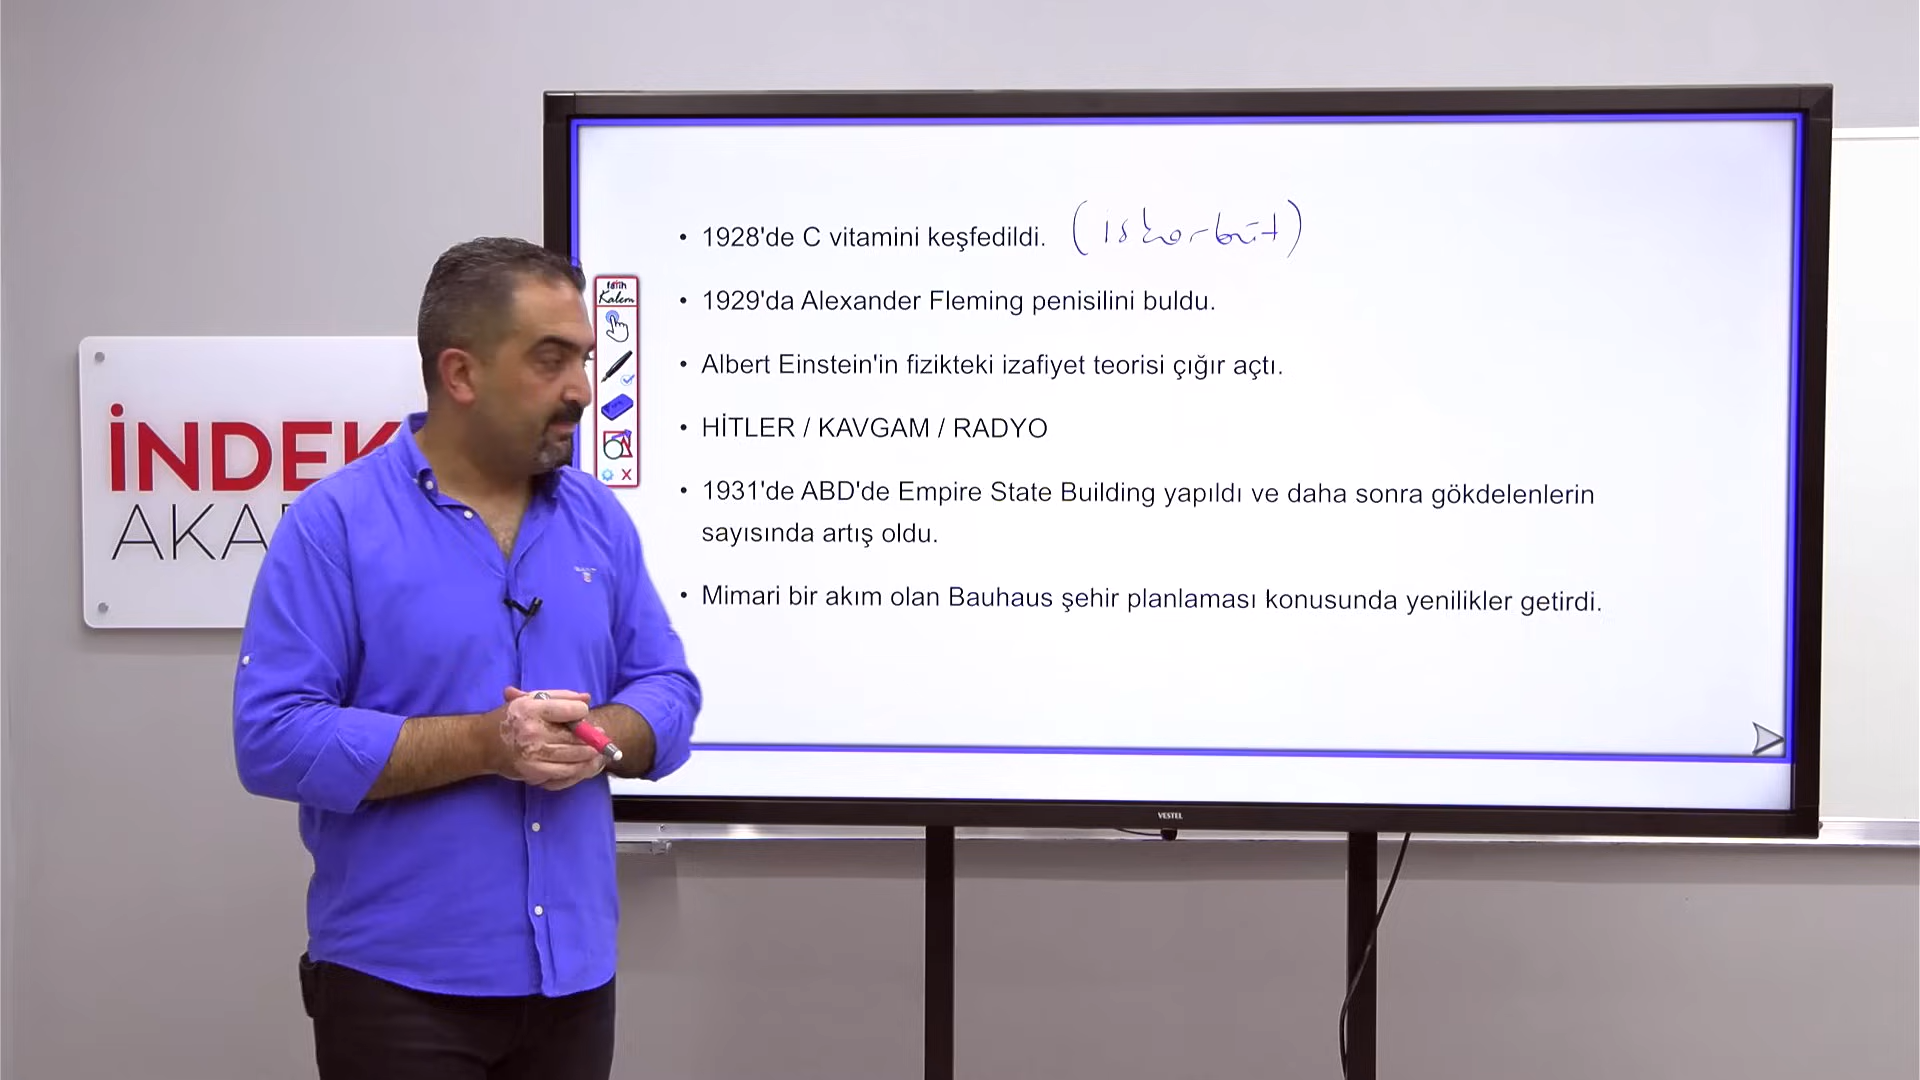 1928'de C vitamini keşfedildi. (iskorbüt)
1929'da Alexander Fleming penisilini buldu.
Albert Einstein'in fizikteki izafiyet teorisi çığır açtı.
HİTLER / KAVGAM / RADYO
1931'de ABD'de Empire State Building yapıldı ve daha sonra gökdelenlerin
sayısında artış oldu.
Mimari bir akım olan Bauhaus şehir planlaması konusunda yenilikler getirdi.
fatih
Kalem
İNDEK
AKA
VESTEL